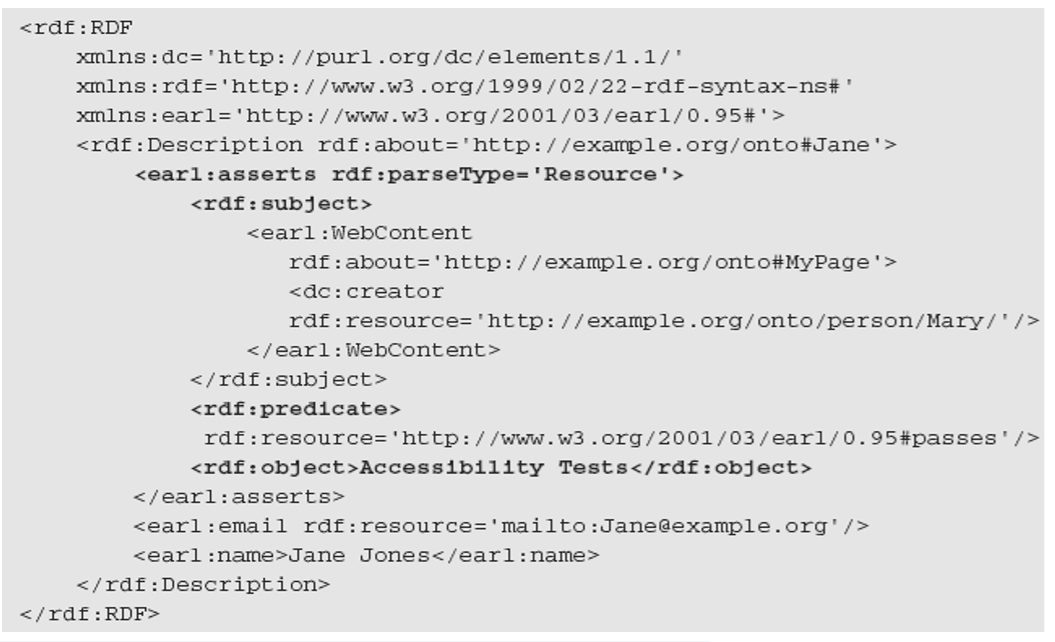 <rdf:RDF
xmlns:dc='http://purl.org/dc/elements/1.1/'
xmlns:rdf='http://www.w3.org/1999/02/22-rdf-syntax-ns#'
xmlns:earl='http://www.w3.org/2001/03/earl/0.95#'>
<rdf:Description rdf:about='http://example.org/onto#Jane'>
<earl:asserts rdf:parseType='Resource'>
<rdf:subject>
<earl:WebContent
rdf:about='http://example.org/onto#MyPage'>
<dc:creator
rdf:resource='http://example.org/onto/person/Mary/'/>
</earl:WebContent>
</rdf:subject>
<rdf:predicate>
rdf:resource='http://www.w3.org/2001/03/earl/0.95#passes'/>
<rdf:object>Accessibility Tests</rdf:object>
</earl:asserts>
<earl:email rdf:resource='mailto:Jane@example.org'/>
<earl:name>Jane Jones</earl:name>
</rdf:Description>
</rdf:RDF>